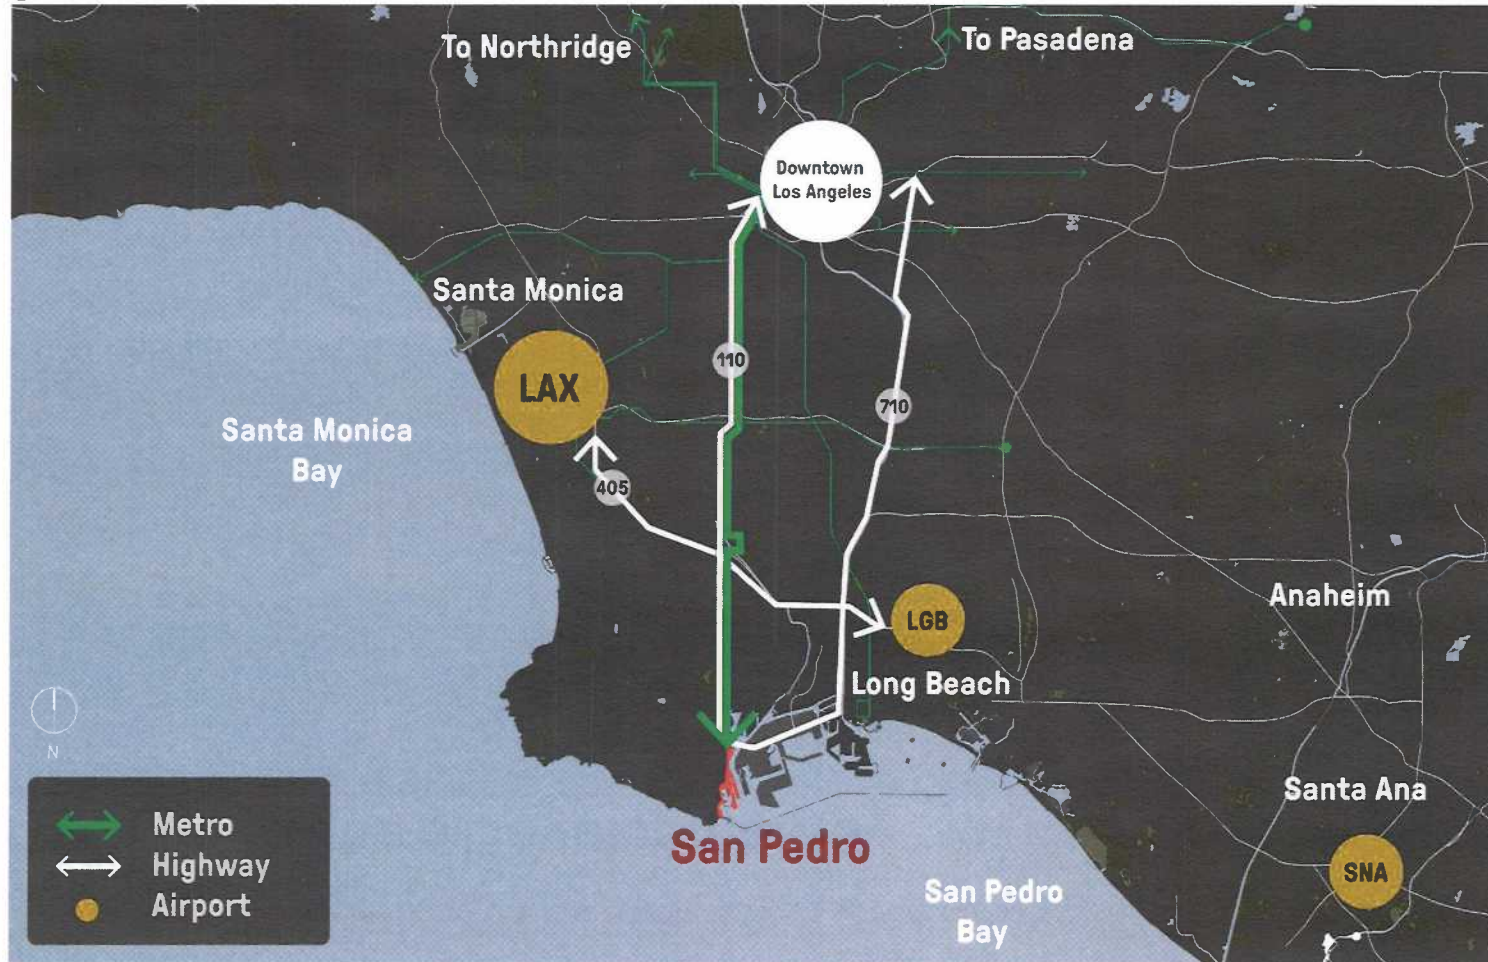 To Northridge
To Pasadena
Downtown
Los Angeles
Santa Monica
LAX
110
710
Santa Monica
Bay
405
Anaheim
LGB
Long Beach
N
Santa Ana
Metro
Highway
Airport
San Pedro
SNA
San Pedro
Bay